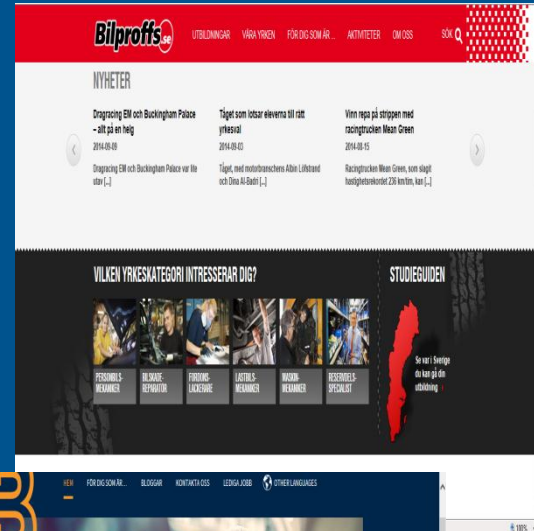 Bilproffs.se
UTBILDNINGAR VÅRA YRKEN FÖR DIG SOM ÄR ... AKTIVITETER OM OSS SÖK
NYHETER
Dragracing EM och Buckingham Palace
– allt på en helg
2014-09-09
Dragracing EM och Buckingham Palace var lite
utav [...]
Tåget som lotsar eleverna till rätt
yrkesval
2014-09-03
Tåget, med motorbranschens Albin Löfstrand
och Dina Al-Badri [...]
Vinn repa på strippen med
racingtrucken Mean Green
2014-08-15
Racingtrucken Mean Green, som slagit
hastighetsrekordet 236 km/tim, kan [...]
VILKEN YRKESKATEGORI INTRESSERAR DIG?
PERSONBILS-
MEKANIKER
BILSKADE-
REPARATÖR
FORDONS-
LACKERARE
LASTBILS-
MEKANIKER
MASKIN-
MEKANIKER
RESERVDELS-
SPECIALIST
STUDIEGUIDEN
Se var i Sverige
du kan gå din
utbildning
HEM FÖR DIG SOM ÄR... BLOGGAR KONTAKTA OSS LEDIGA JOBB OTHER LANGUAGES
100%